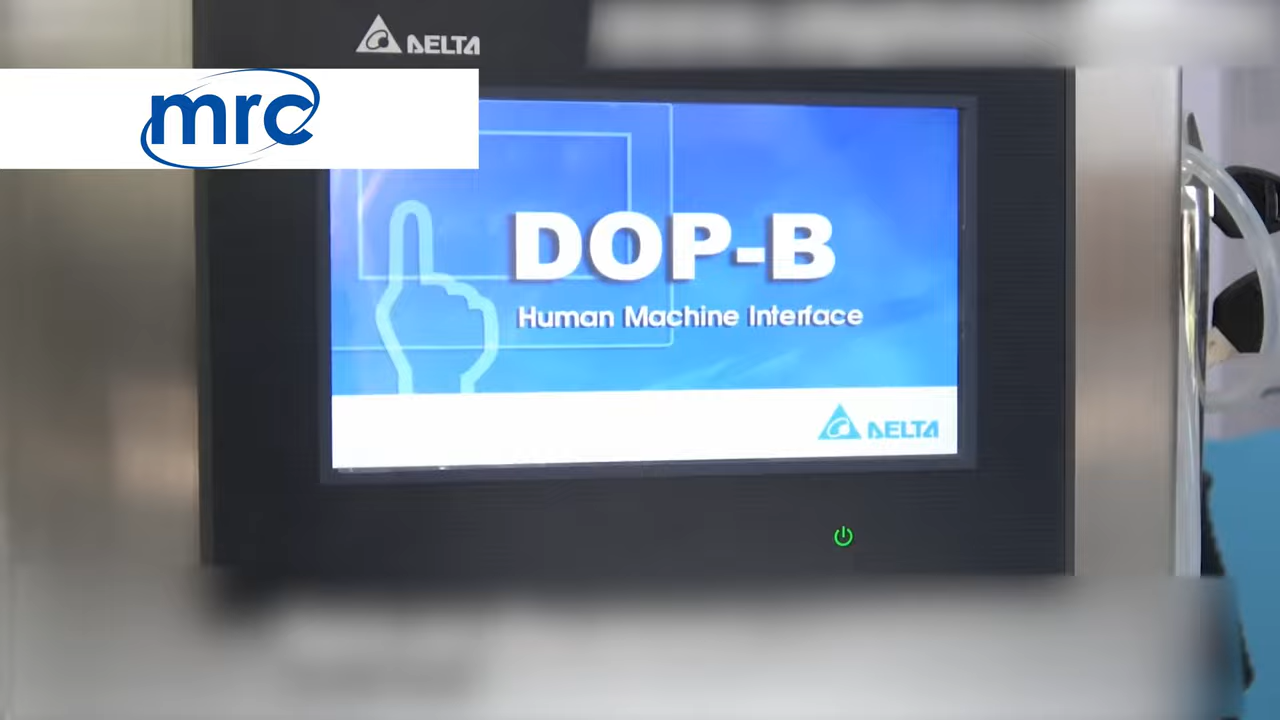 DELTA
mrc
DOP-B
Human Machine Interface
DELTA